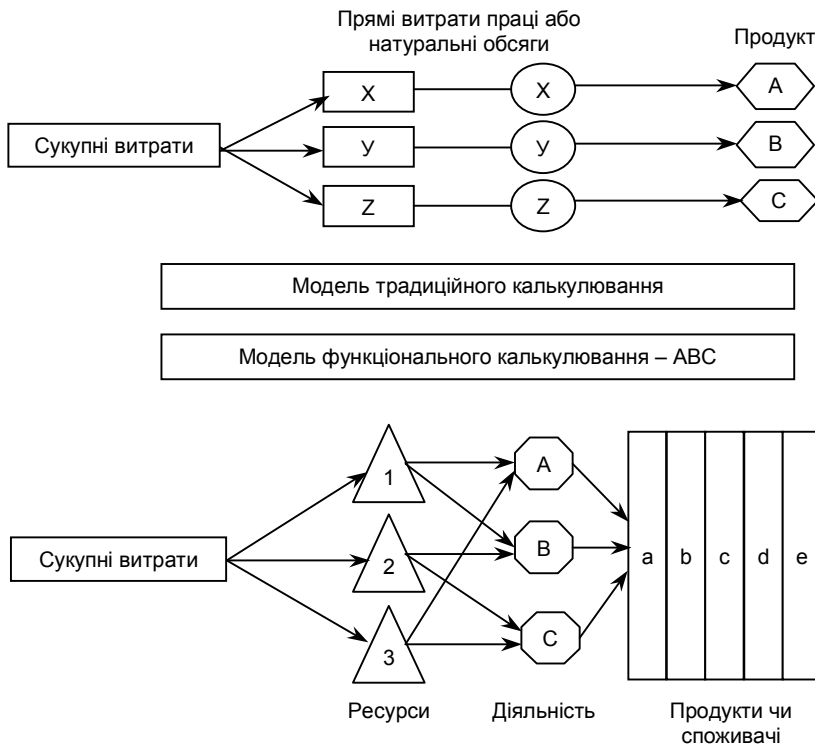 Прямі витрати праці або
натуральні обсяги
Продукт
X
X
A
Сукупні витрати
У
У
B
Z
Z
C
Модель традиційного калькулювання
Модель функціонального калькулювання – АВС
1
A
Сукупні витрати
2
B
a b c d e
3
C
Ресурси
Діяльність
Продукти чи
споживачі